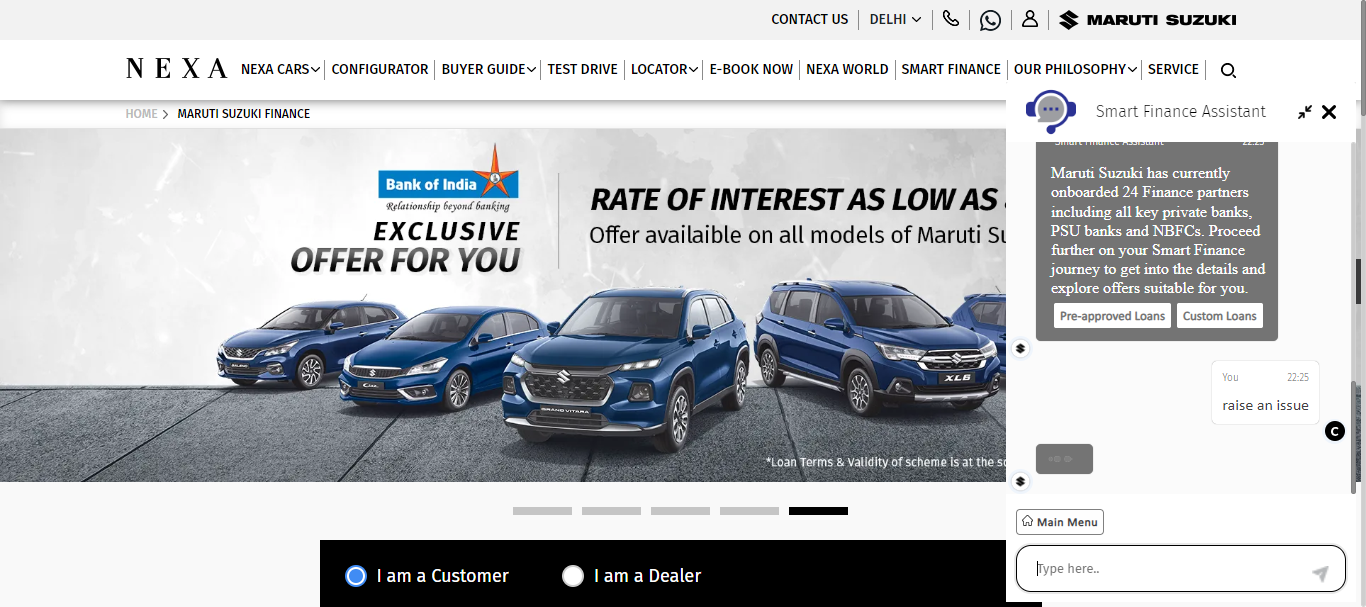 CONTACT US
DELHI
MARUTI SUZUKI
NEXA
NEXA CARS
CONFIGURATOR
BUYER GUIDE
TEST DRIVE
LOCATOR
E-BOOK NOW
NEXA WORLD
SMART FINANCE
OUR PHILOSOPHY
SERVICE
HOME > MARUTI SUZUKI FINANCE
Bank of India
Relationship beyond banking
EXCLUSIVE
OFFER FOR YOU
RATE OF INTEREST AS LOW AS
Offer availaible on all models of Maruti Su
BALENO
CIAZ
GRAND VITARA
XL6
*Loan Terms & Validity of scheme is at the so
I am a Customer
I am a Dealer
Smart Finance Assistant
Smart Finance Assistant 22:25
Maruti Suzuki has currently
onboarded 24 Finance partners
including all key private banks,
PSU banks and NBFCs. Proceed
further on your Smart Finance
journey to get into the details and
explore offers suitable for you.
Pre-approved Loans
Custom Loans
You 22:25
raise an issue
C
Main Menu
Type here..